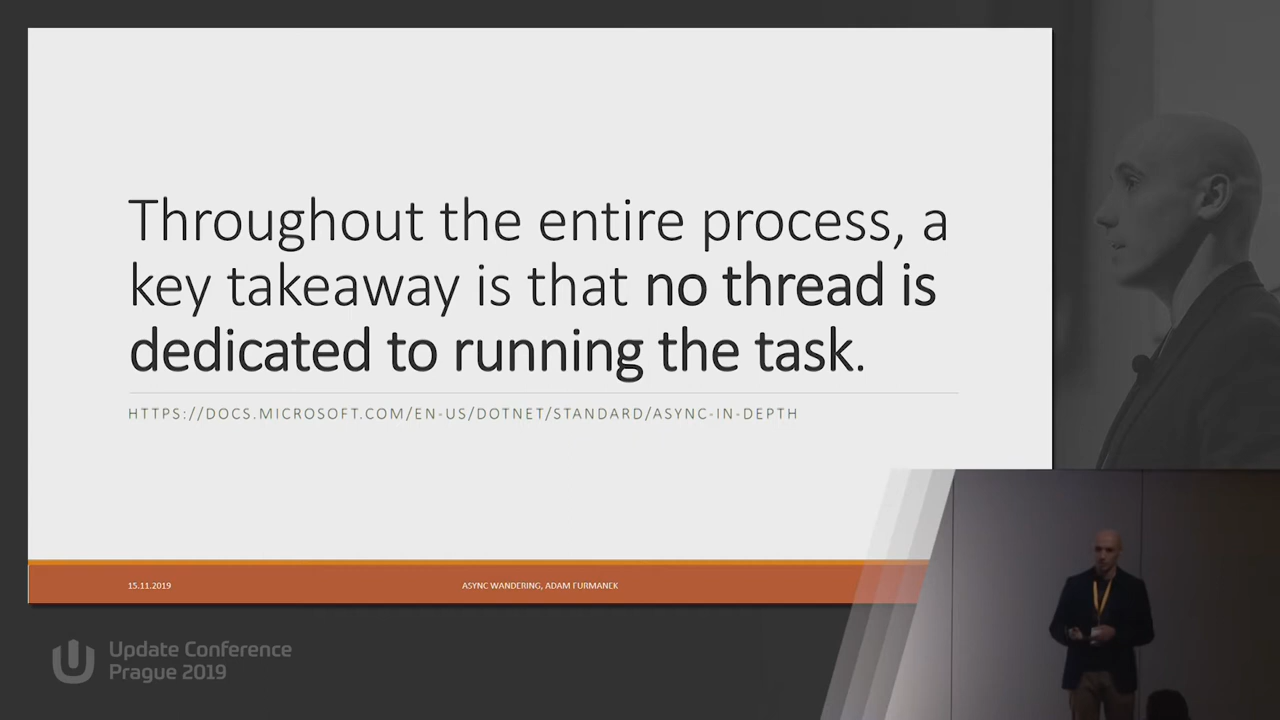 Throughout the entire process, a
key takeaway is that no thread is
dedicated to running the task.
HTTPS://DOCS.MICROSOFT.COM/EN-US/DOTNET/STANDARD/ASYNC-IN-DEPTH
15.11.2019
ASYNC WANDERING, ADAM FURMANEK
Update Conference
Prague 2019